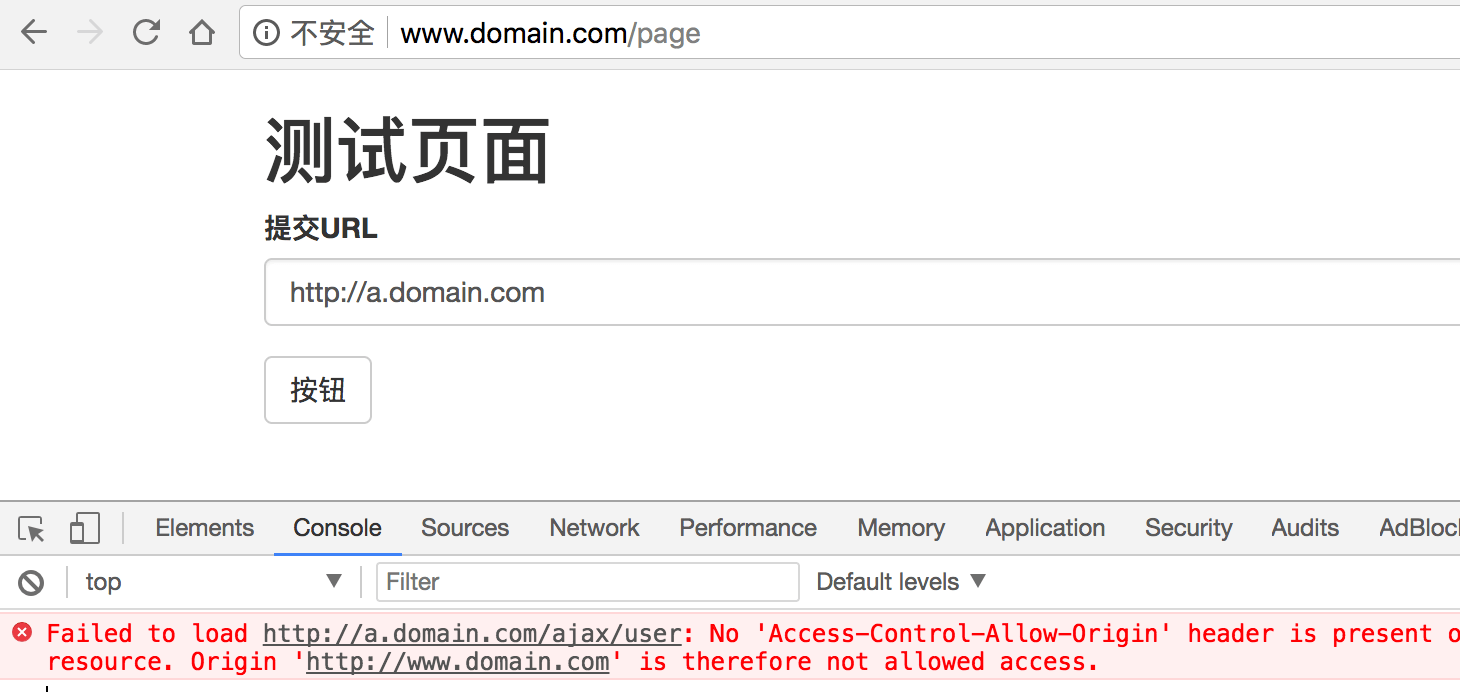 不安全 www.domain.com/page
测试页面
提交URL
http://a.domain.com
按钮
Elements Console Sources Network Performance Memory Application Security Audits AdBloc
top Filter Default levels
Failed to load http://a.domain.com/ajax/user: No 'Access-Control-Allow-Origin' header is present o
resource. Origin 'http://www.domain.com' is therefore not allowed access.